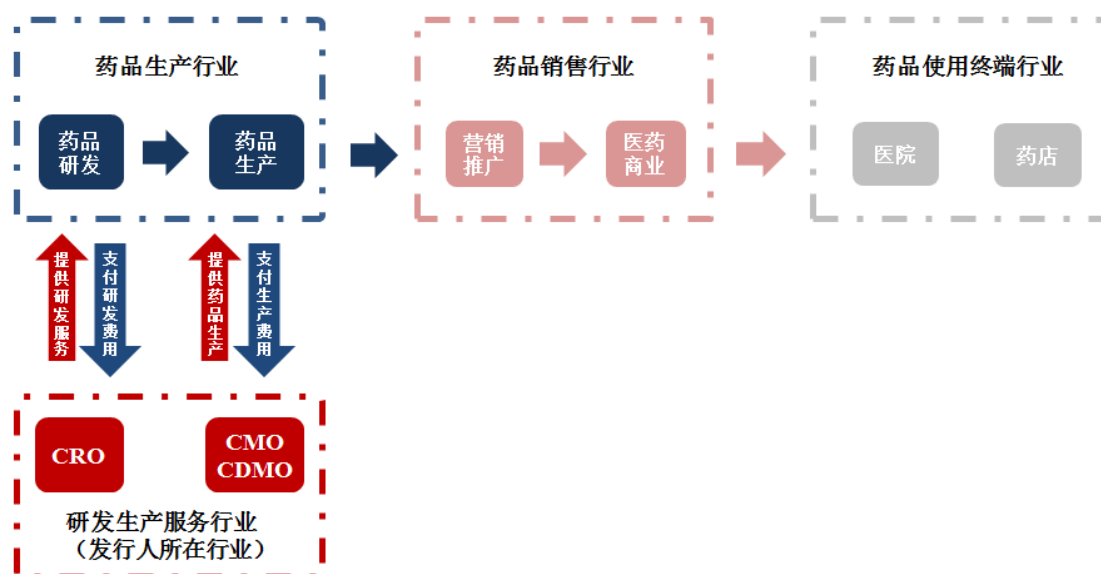 药品生产行业
药品销售行业
药品使用终端行业
药品
研发
药品
生产
营销
推广
医药
商业
医院
药店
提供研发服务
支付研发费用
提供药品生产
支付生产费用
CRO
CMO
CDMO
研发生产服务行业
（发行人所在行业）